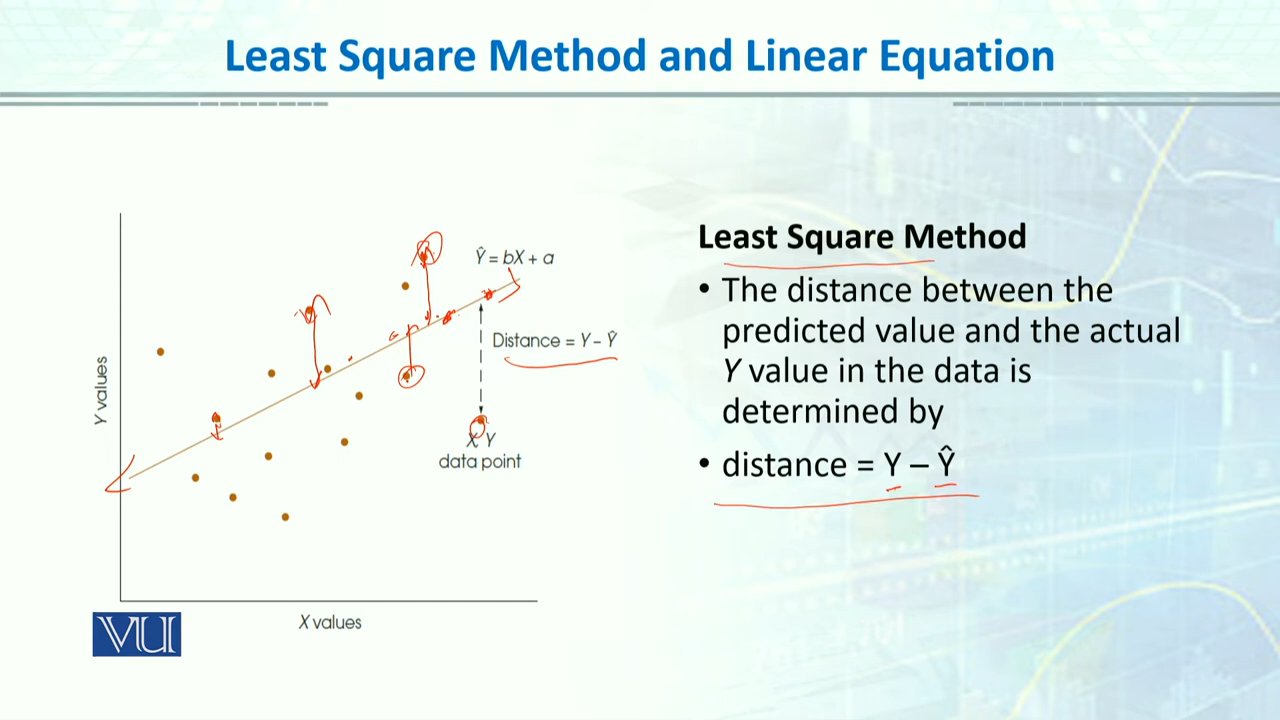 Least Square Method and Linear Equation
Ŷ = bX + a
Distance = Y – Ŷ
X Y
data point
Y values
X values
VU
Least Square Method
• The distance between the
predicted value and the actual
Y value in the data is
determined by
• distance = Y – Ŷ